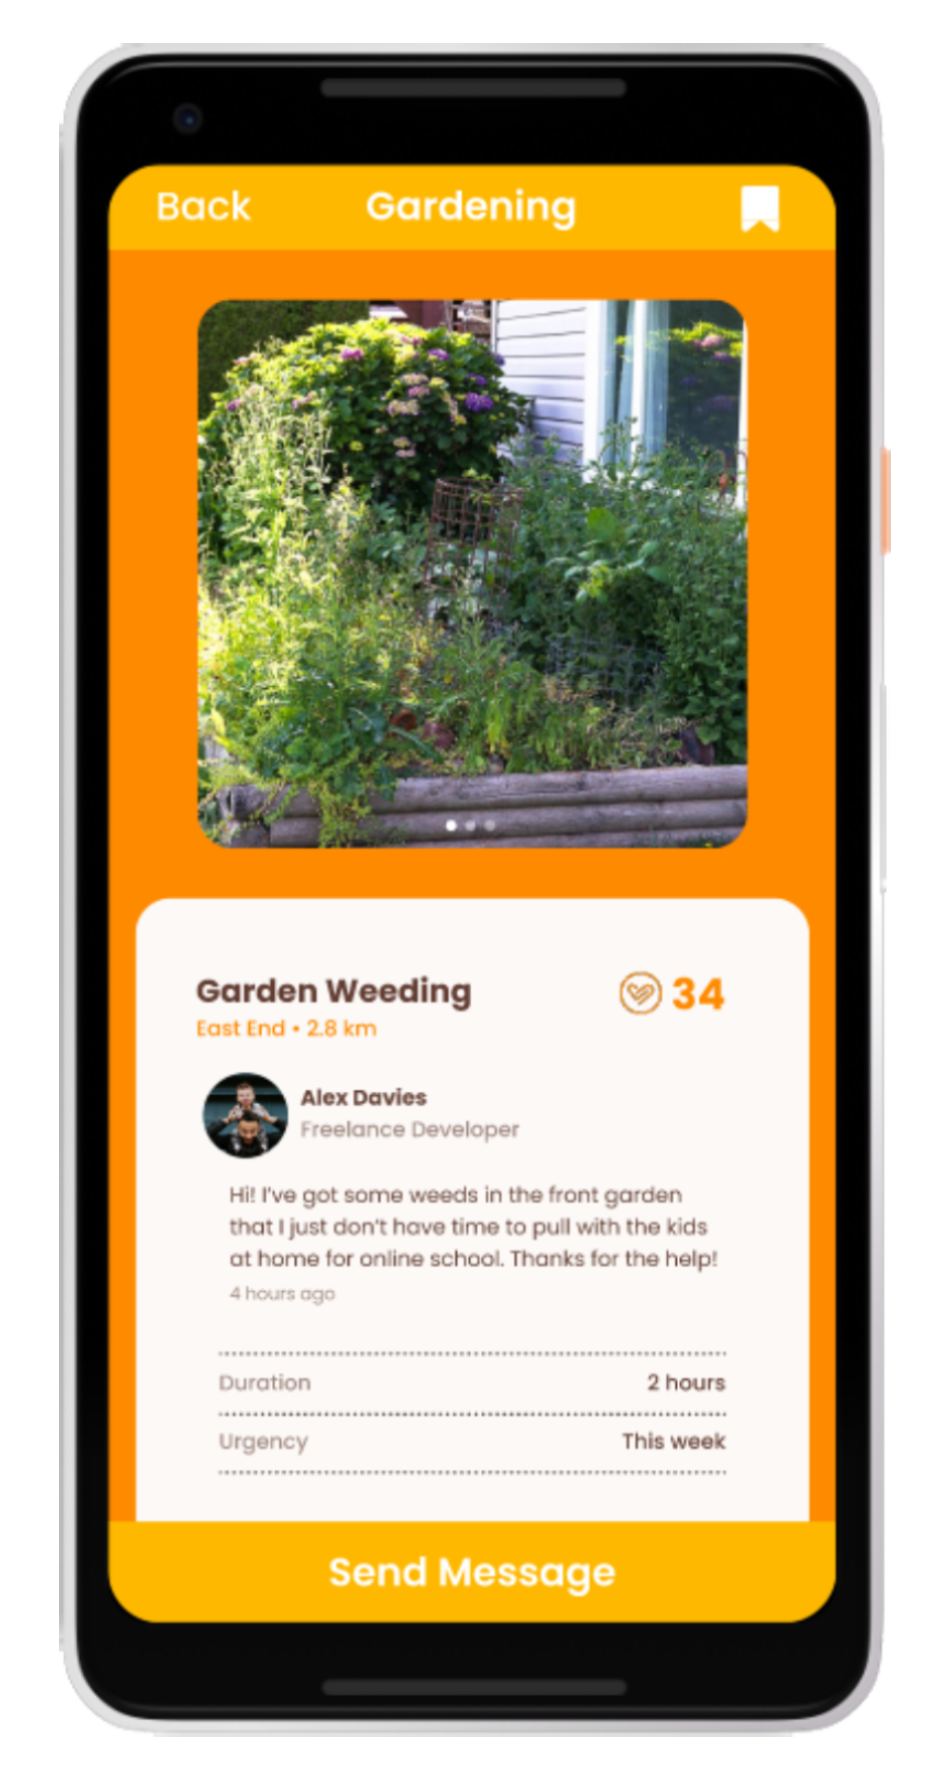 Back
Gardening
Garden Weeding
34
East End • 2.8 km
Alex Davies
Freelance Developer
Hi! I've got some weeds in the front garden
that I just don't have time to pull with the kids
at home for online school. Thanks for the help!
4 hours ago
Duration
2 hours
Urgency
This week
Send Message